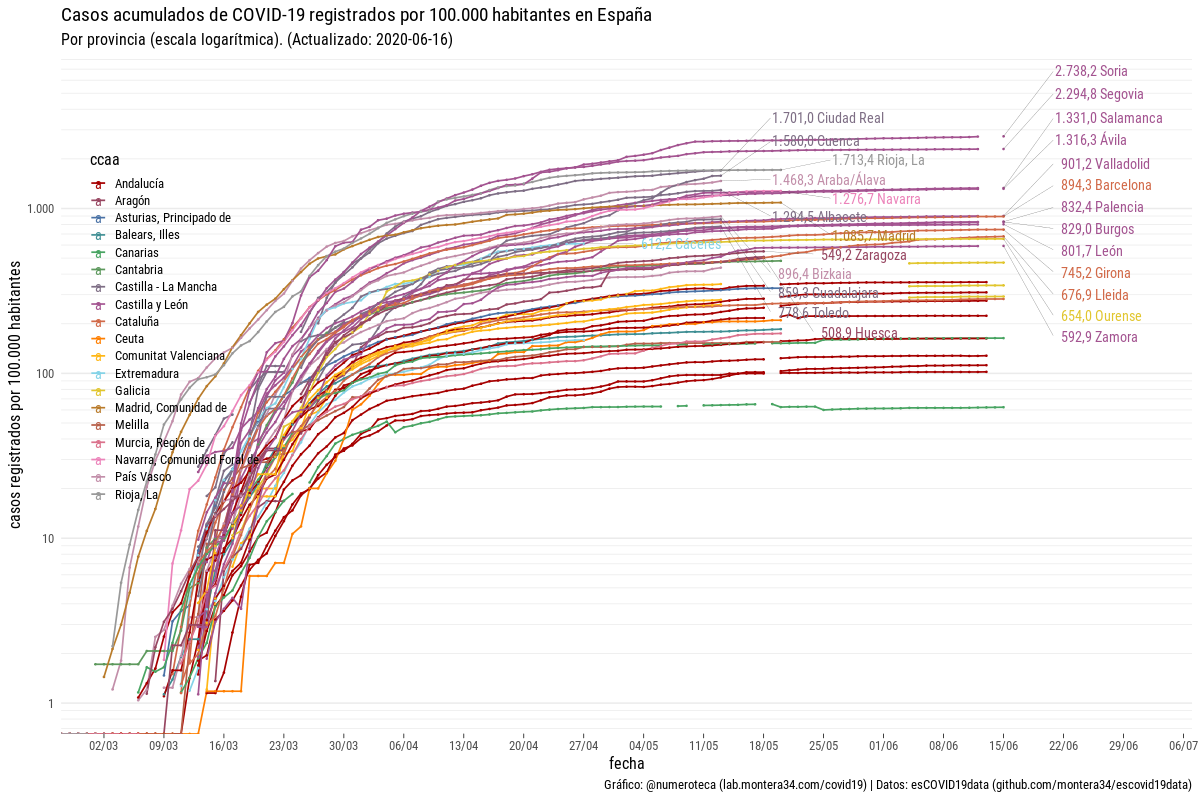 Casos acumulados de COVID-19 registrados por 100.000 habitantes en España
Por provincia (escala logarítmica). (Actualizado: 2020-06-16)
casos registrados por 100.000 habitantes
1.000
100
10
1
ccaa
Andalucía
Aragón
Asturias, Principado de
Balears, Illes
Canarias
Cantabria
Castilla - La Mancha
Castilla y León
Cataluña
Ceuta
Comunitat Valenciana
Extremadura
Galicia
Madrid, Comunidad de
Melilla
Murcia, Región de
Navarra, Comunidad Foral de
País Vasco
Rioja, La
1.701,0 Ciudad Real
1.580,0 Cuenca
1.713,4 Rioja, La
1.468,3 Araba/Álava
1.276,7 Navarra
1.294,5 Albacete
1.085,7 Madrid
612,2 Cáceres
549,2 Zaragoza
896,4 Bizkaia
859,3 Guadalajara
778,6 Toledo
508,9 Huesca
2.738,2 Soria
2.294,8 Segovia
1.331,0 Salamanca
1.316,3 Ávila
901,2 Valladolid
894,3 Barcelona
832,4 Palencia
829,0 Burgos
801,7 León
745,2 Girona
676,9 Lleida
654,0 Ourense
592,9 Zamora
02/03 09/03 16/03 23/03 30/03 06/04 13/04 20/04 27/04 04/05 11/05 18/05 25/05 01/06 08/06 15/06 22/06 29/06 06/07
fecha
Gráfico: @numeroteca (lab.montera34.com/covid19) | Datos: esCOVID19data (github.com/montera34/escovid19data)